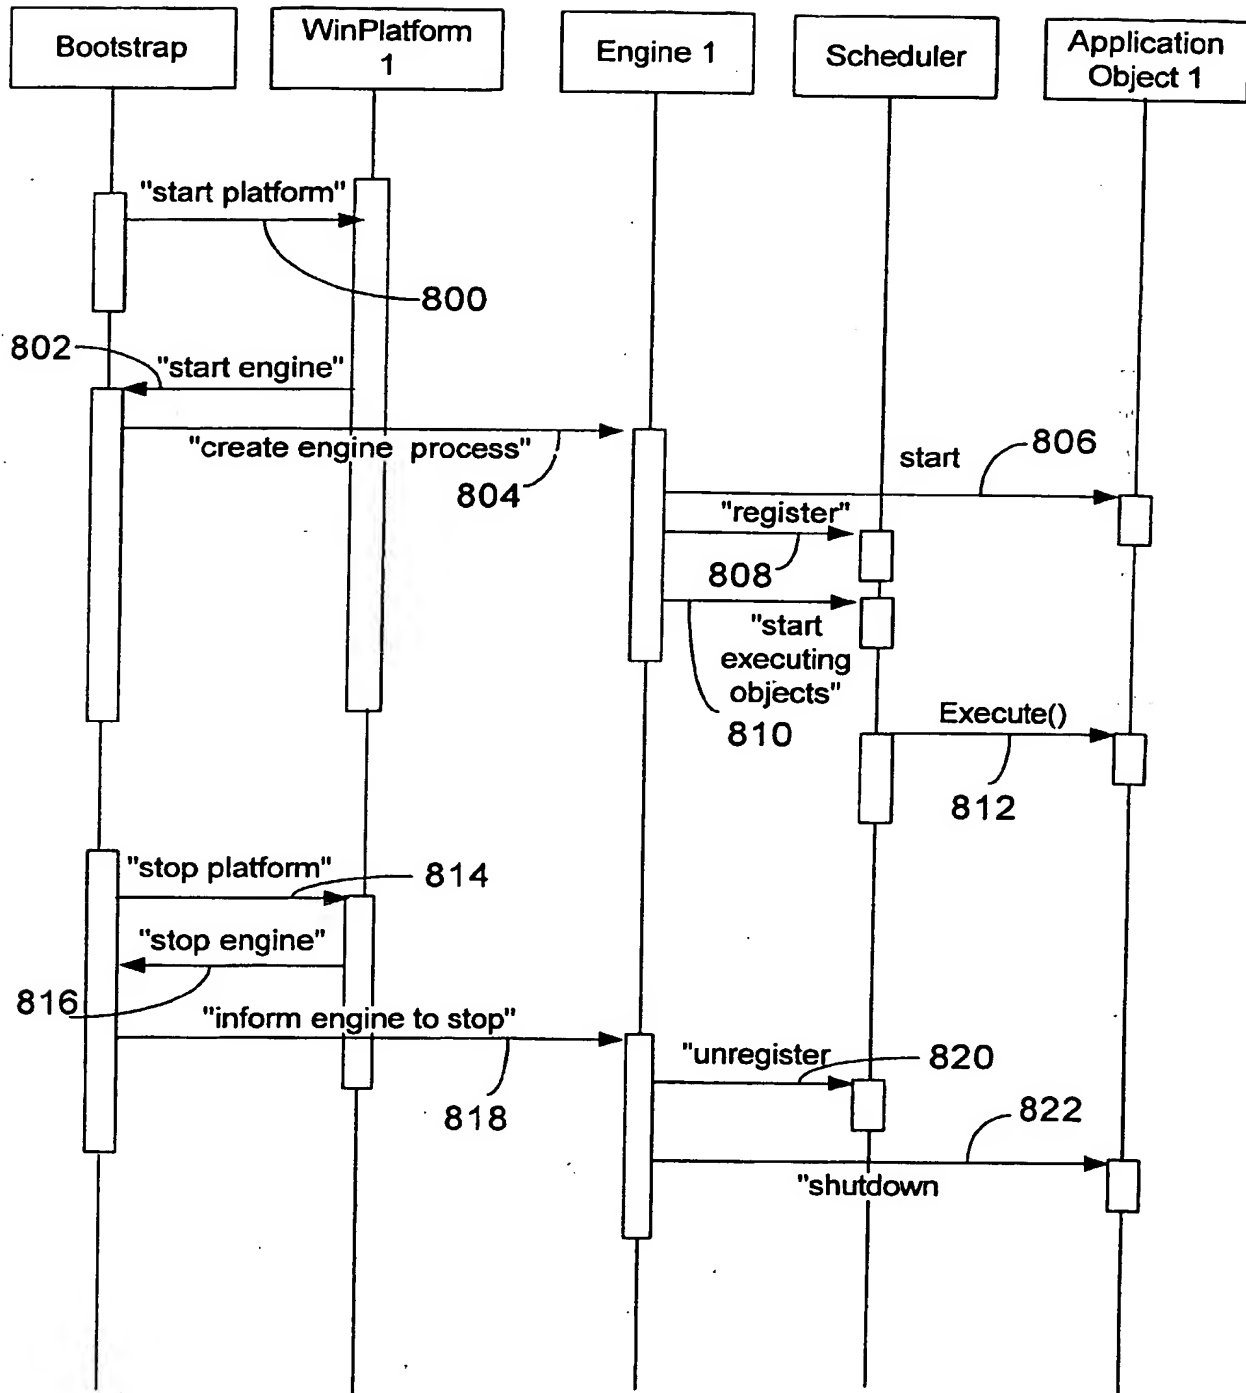 Bootstrap
WinPlatform
1
Engine 1
Scheduler
Application
Object 1
"start platform"
800
802
"start engine"
"create engine process"
804
start
806
"register"
808
"start
executing
objects"
810
Execute()
812
"stop platform"
814
"stop engine"
816
"inform engine to stop"
818
"unregister
820
822
"shutdown